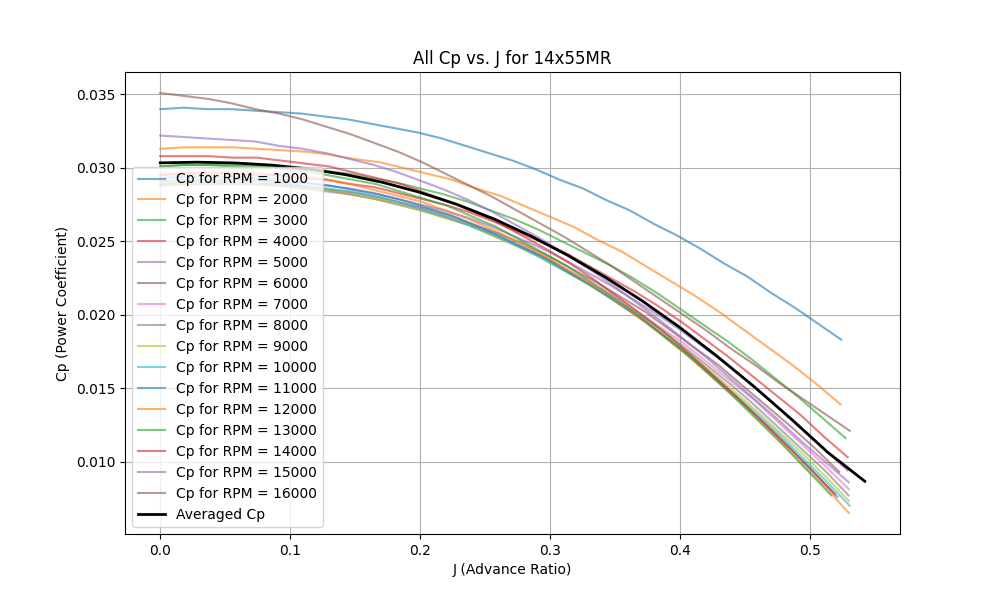 All Cp vs. J for 14x55MR
Cp (Power Coefficient)
0.035
0.030
0.025
0.020
0.015
0.010
Cp for RPM = 1000
Cp for RPM = 2000
Cp for RPM = 3000
Cp for RPM = 4000
Cp for RPM = 5000
Cp for RPM = 6000
Cp for RPM = 7000
Cp for RPM = 8000
Cp for RPM = 9000
Cp for RPM = 10000
Cp for RPM = 11000
Cp for RPM = 12000
Cp for RPM = 13000
Cp for RPM = 14000
Cp for RPM = 15000
Cp for RPM = 16000
Averaged Cp
0.0 0.1 0.2 0.3 0.4 0.5
J (Advance Ratio)